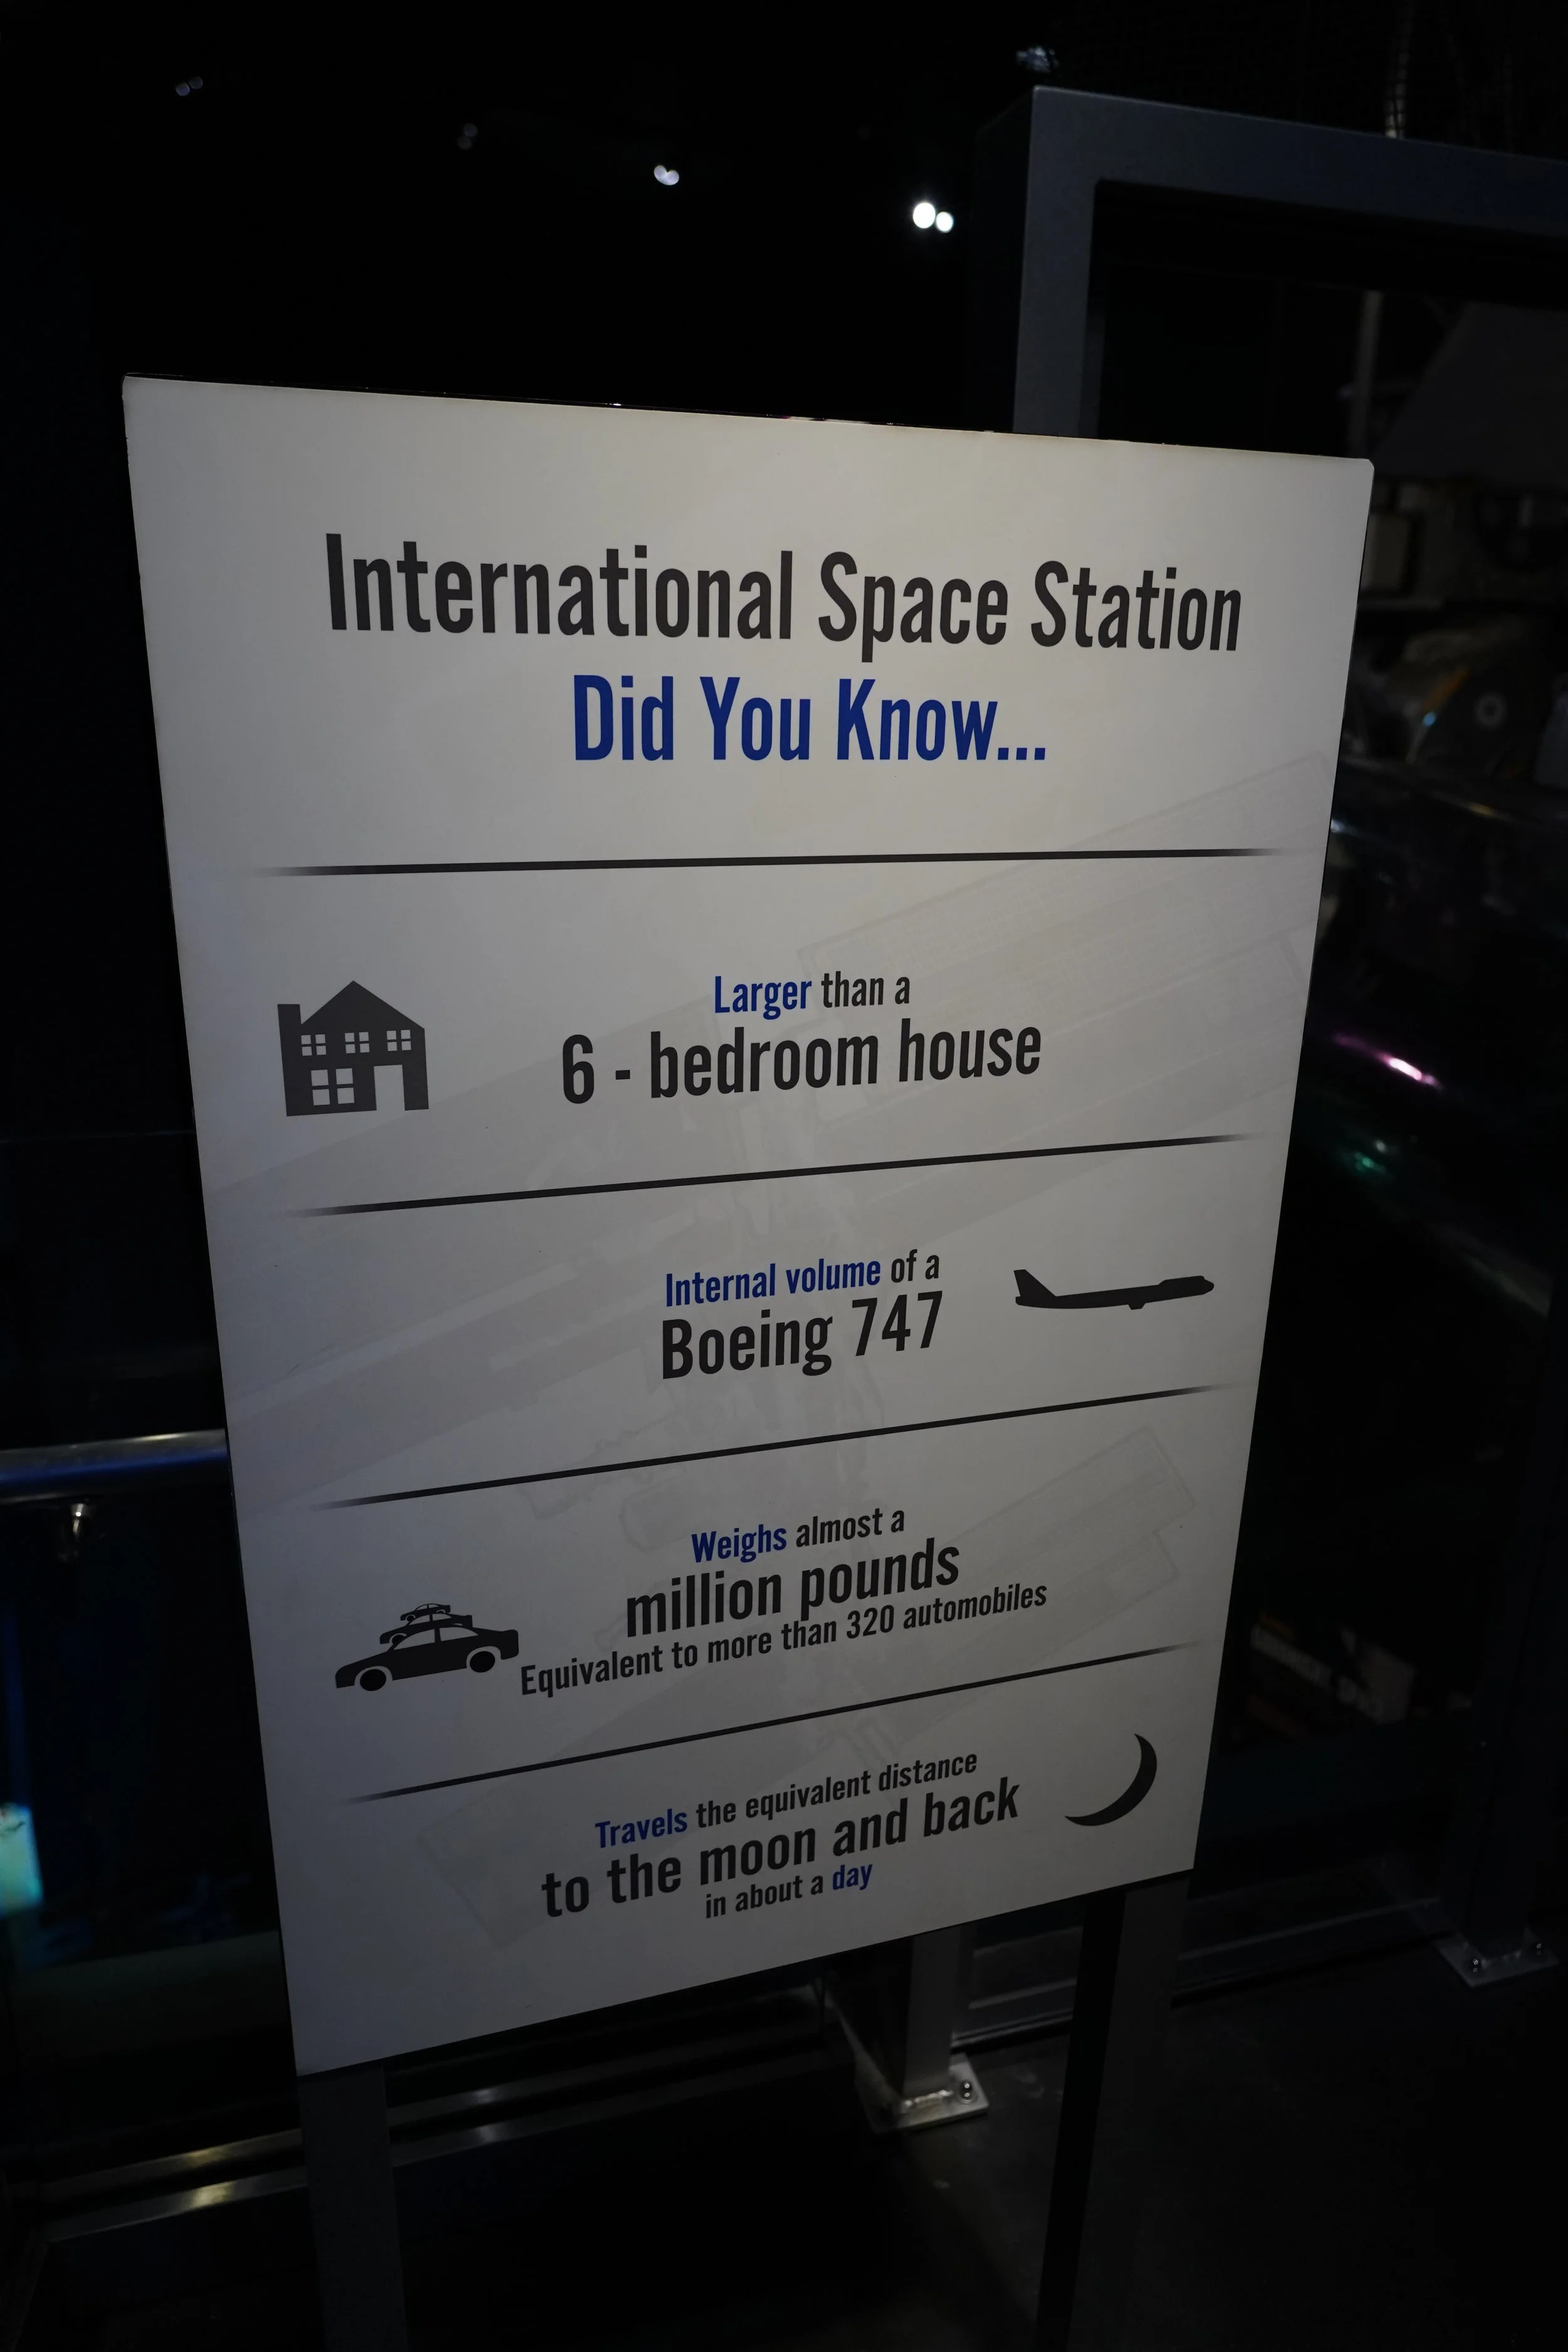 International Space Station
Did You Know...
Larger than a
6 - bedroom house
Internal volume of a
Boeing 747
Weighs almost a
million pounds
Equivalent to more than 320 automobiles
Travels the equivalent distance
to the moon and back
in about a day